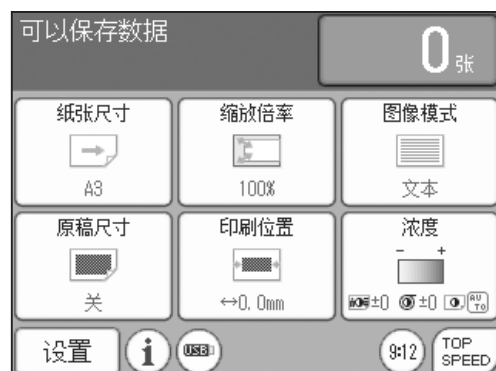 可以保存数据
0张
纸张尺寸 缩放倍率 图像模式
A3 100% 文本
原稿尺寸 印刷位置 浓度
- +
关 ↔0. 0mm ±0 ±0 AUTO
设置 i USB 9:12 TOP SPEED